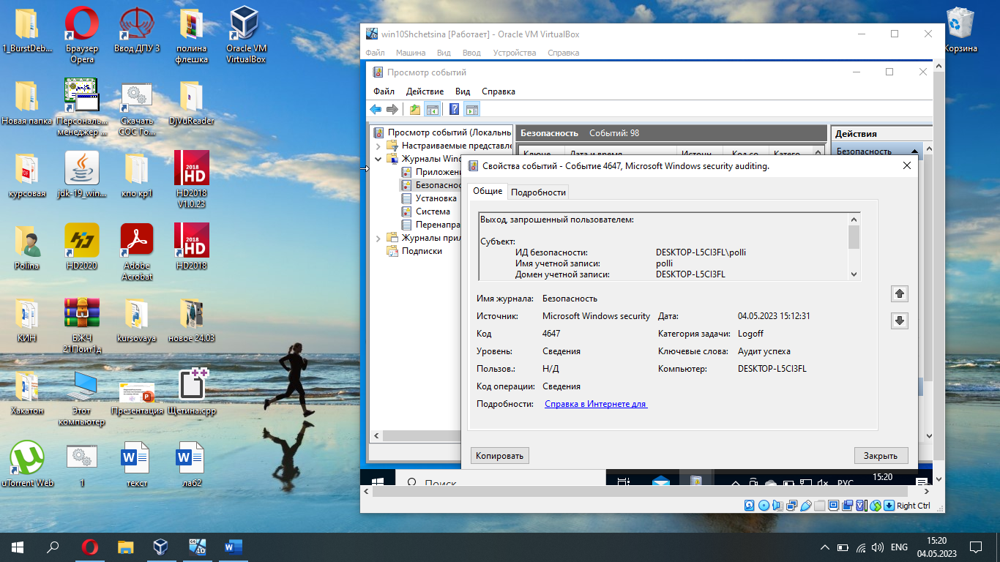 1_BurstDeb...
Браузер Opera
Ввод ДПУ 3
полина флешка
Oracle VM VirtualBox
Корзина
Новая папка
Персональ... менеджер ...
Скачать СОС Го...
DjVuReader
курсовая
jdk-19_win...
кпо кр1
HD2018 V1.0.23
Polina
HD2020
Adobe Acrobat
HD2018
КИН
БЖЧ 21Поит1д
kursovaya
новое 24.03
Хакатон
Этот компьютер
Презентация
Щетина.cpp
uTorrent Web
1
текст
ла62
win10Shchetsina [Работает] - Oracle VM VirtualBox
Файл Машина Вид Ввод Устройства Справка
Просмотр событий
Файл Действие Вид Справка
Просмотр событий (Локальны
Настраиваемые представле
Журналы Wind
Приложени
Безопаснос
Установка
Система
Перенапра
Журналы прил
Подписки
Безопасность Событий: 98
Ключе... Дата и время Источн... Код со... Катего...
Действия
Безопасность
Свойства событий - Событие 4647, Microsoft Windows security auditing.
Общие Подробности
Выход, запрошенный пользователем:
Субъект:
ИД безопасности: DESKTOP-L5CI3FL\polli
Имя учетной записи: polli
Домен учетной записи: DESKTOP-L5CI3FL
Имя журнала: Безопасность
Источник: Microsoft Windows security Дата: 04.05.2023 15:12:31
Код 4647 Категория задачи: Logoff
Уровень: Сведения Ключевые слова: Аудит успеха
Пользов.: Н/Д Компьютер: DESKTOP-L5CI3FL
Код операции: Сведения
Подробности: Справка в Интернете для
Копировать Закрыть
Поиск
РУС 15:20
Right Ctrl
ENG
15:20
04.05.2023